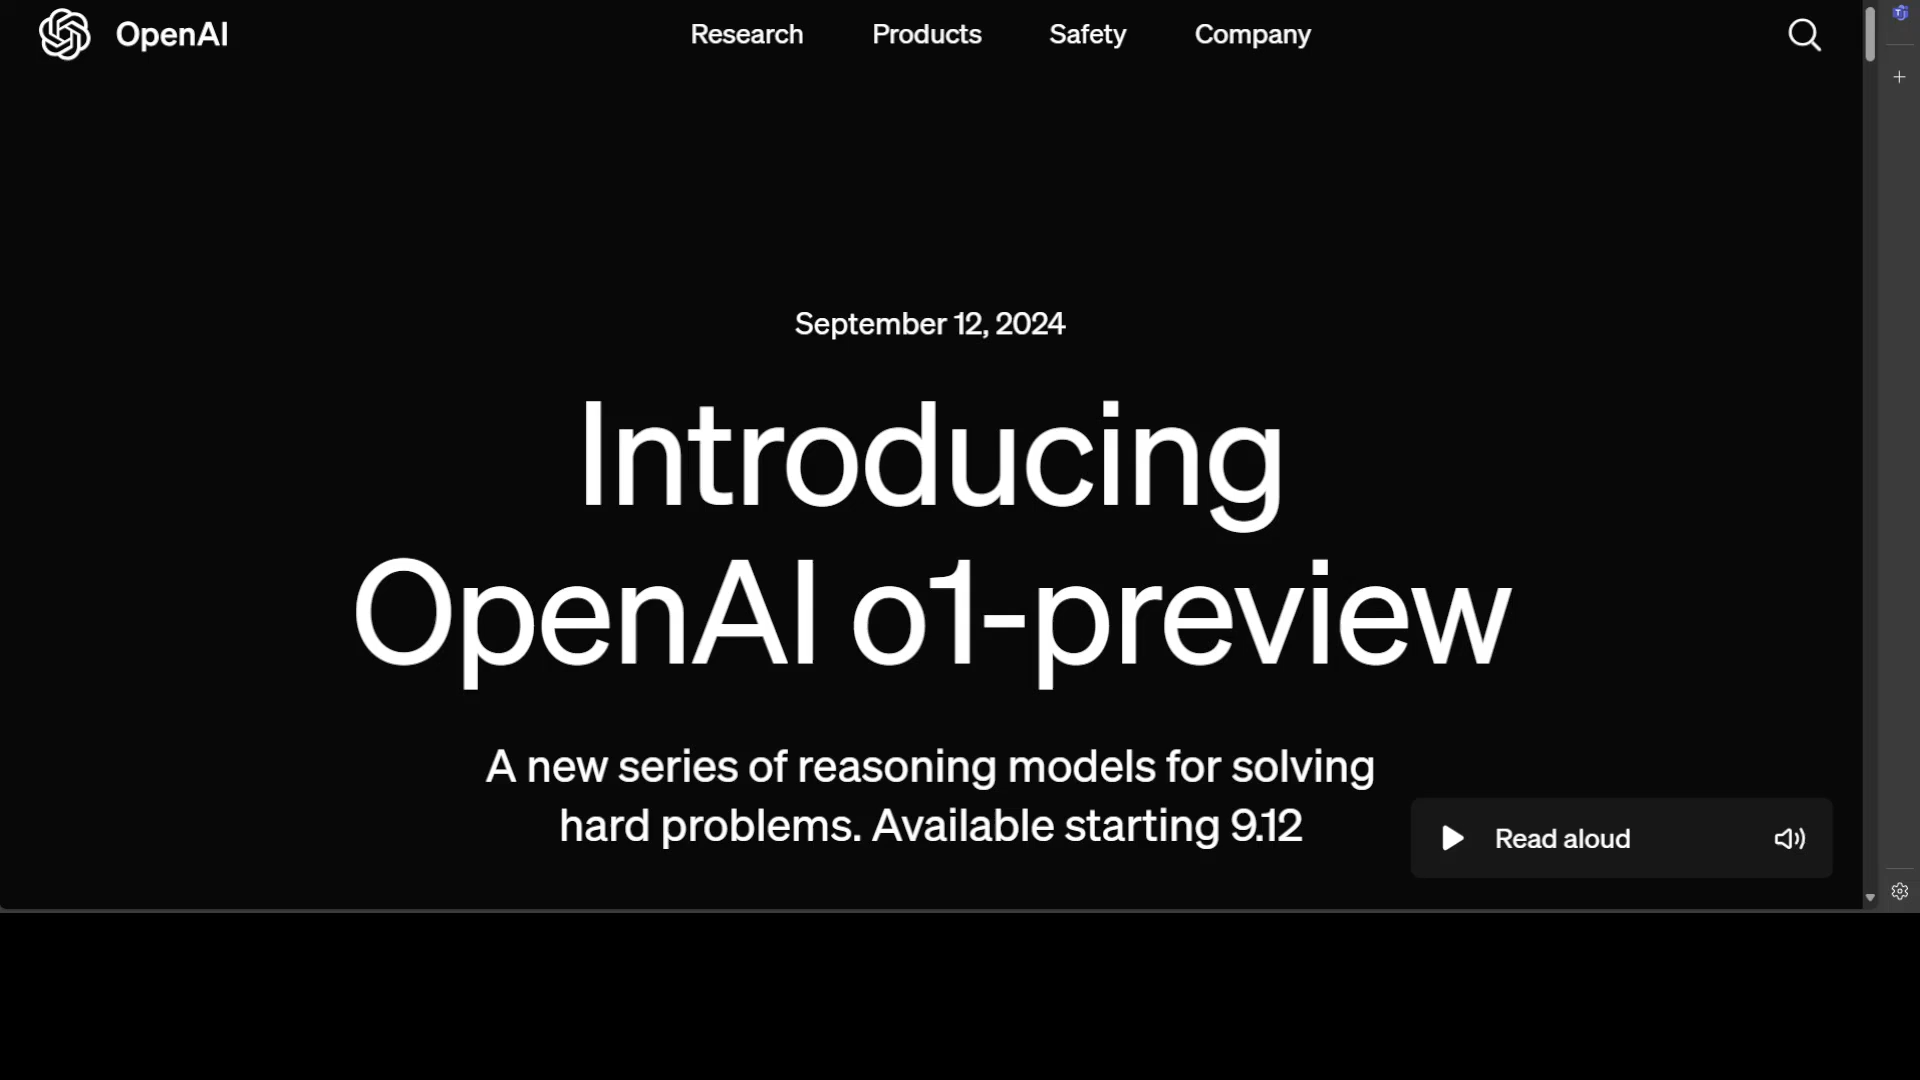 OpenAI
Research Products Safety Company
September 12, 2024
Introducing
OpenAI o1-preview
A new series of reasoning models for solving
hard problems. Available starting 9.12
Read aloud